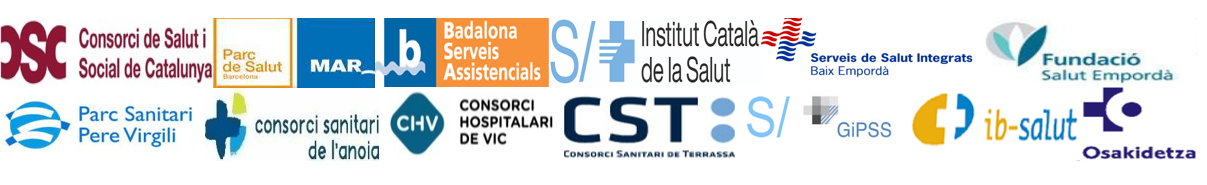 CSC Consorci de Salut i
Social de Catalunya
Parc
de Salut
Barcelona
MAR
b Badalona
Serveis
Assistencials
S/ Institut Català
de la Salut
Serveis de Salut Integrats
Baix Empordà
Fundació
Salut Empordà
Parc Sanitari
Pere Virgili
consorci sanitari
de l'anoia
CHV CONSORCI
HOSPITALARI
DE VIC
CST
CONSORCI SANITARI DE TERRASSA
S/ GiPSS
ib-salut
Osakidetza